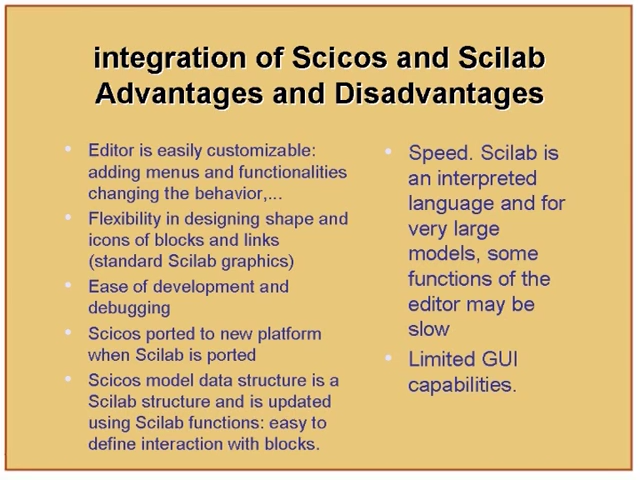 integration of Scicos and Scilab
Advantages and Disadvantages
• Editor is easily customizable:
adding menus and functionalities
changing the behavior,...
• Flexibility in designing shape and
icons of blocks and links
(standard Scilab graphics)
• Ease of development and
debugging
• Scicos ported to new platform
when Scilab is ported
• Scicos model data structure is a
Scilab structure and is updated
using Scilab functions: easy to
define interaction with blocks.
• Speed. Scilab is
an interpreted
language and for
very large
models, some
functions of the
editor may be
slow
• Limited GUI
capabilities.